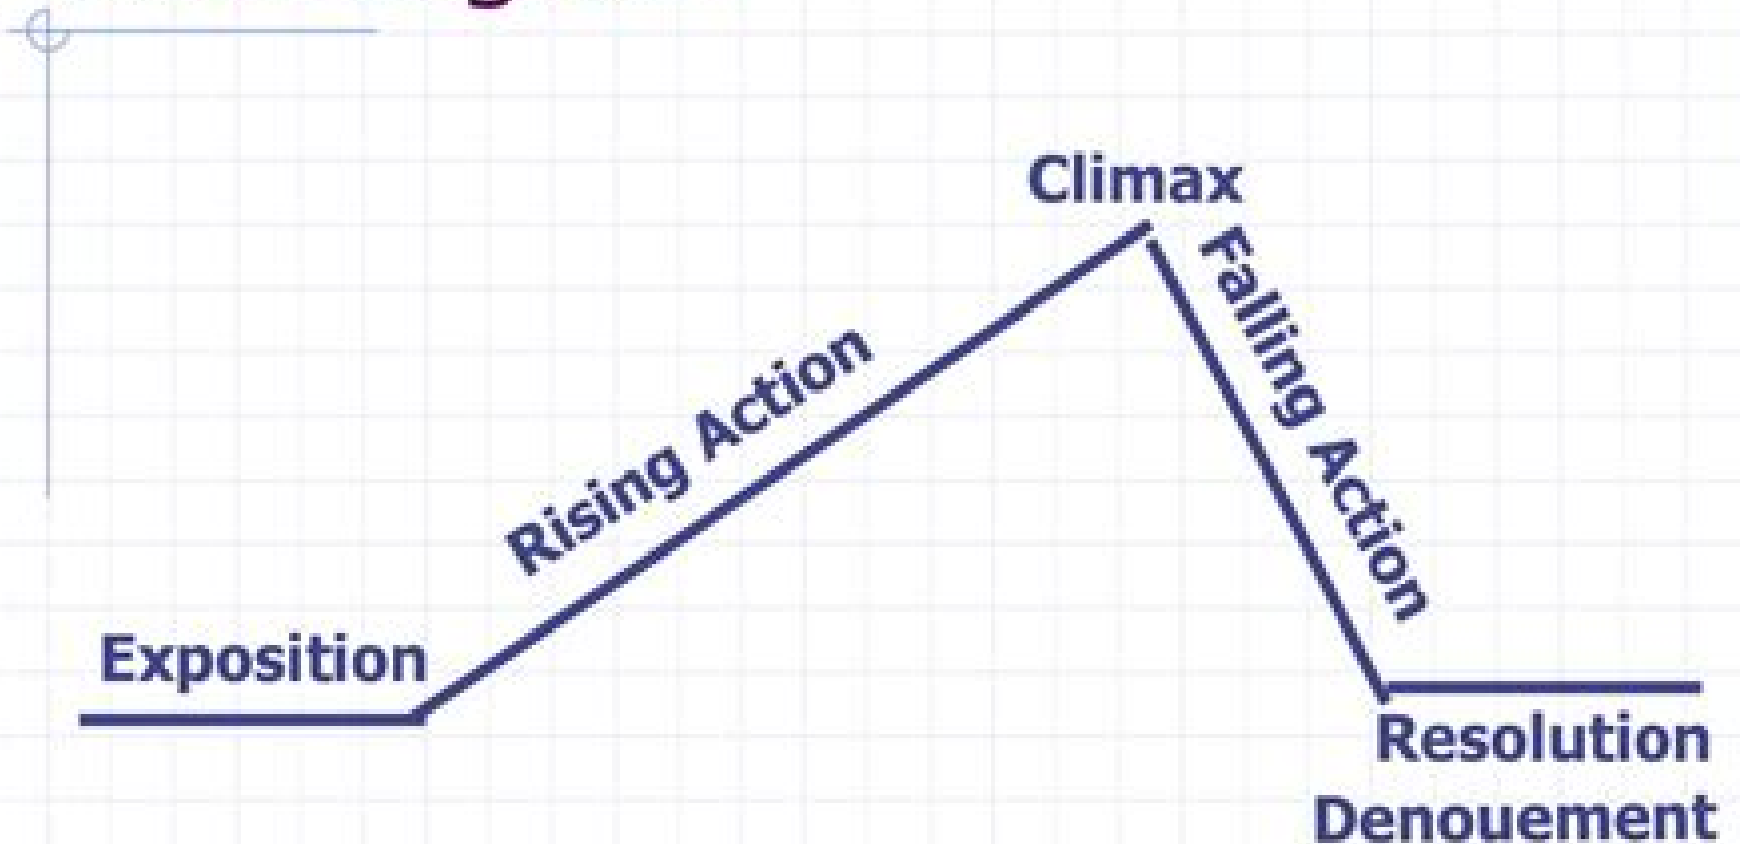 Exposition
Rising Action
Climax
Falling Action
Resolution
Denouement